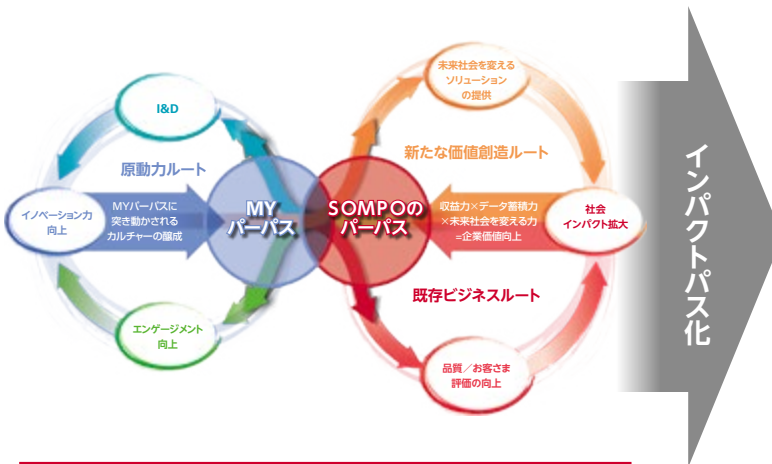 I&D
原動力ルート
イノベーション力
向上
MYパーパスに
突き動かされる
カルチャーの醸成
エンゲージメント
向上
MY
パーパス
SOMPOの
パーパス
未来社会を変える
ソリューション
の提供
新たな価値創造ルート
収益力×データ蓄積力
×未来社会を変える力
=企業価値向上
社会
インパクト拡大
既存ビジネスルート
品質/お客さま
評価の向上
インパクトパス化